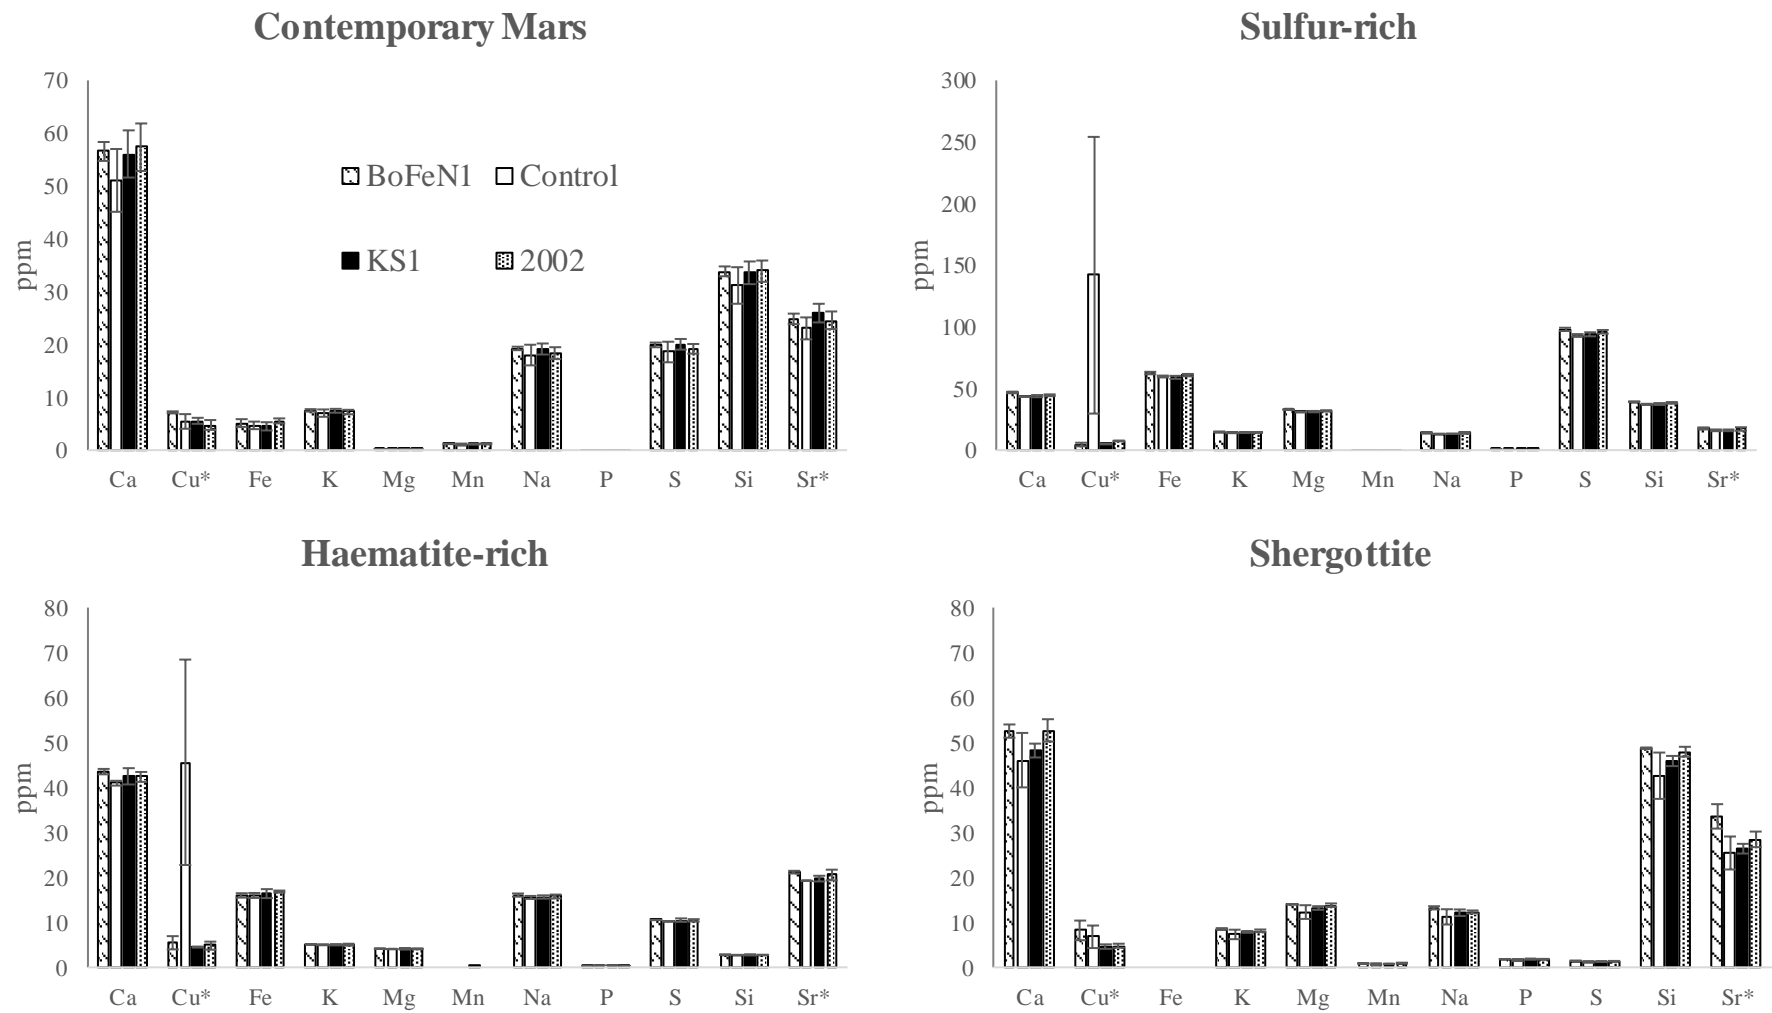 Contemporary Mars
70
60
50
40
30
20
10
0
ppm
BoFeN1 Control
KS1 2002
Ca Cu* Fe K Mg Mn Na P S Si Sr*
Sulfur-rich
300
250
200
150
100
50
0
ppm
Ca Cu* Fe K Mg Mn Na P S Si Sr*
Haematite-rich
80
70
60
50
40
30
20
10
0
ppm
Ca Cu* Fe K Mg Mn Na P S Si Sr*
Shergottite
80
70
60
50
40
30
20
10
0
ppm
Ca Cu* Fe K Mg Mn Na P S Si Sr*